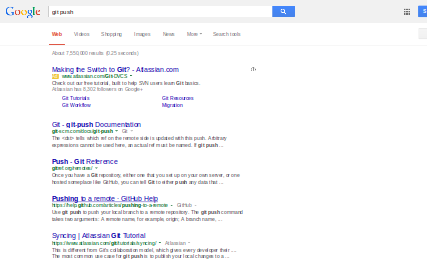 Google git push
Web Videos Shopping Images News More Search tools
About 7,550,000 results (0.25 seconds)
Making the Switch to Git? - Atlassian.com
www.atlassian.com/Git-DVCS
Check out our free tutorial, built to help SVN users learn Git basics.
Atlassian has 8,302 followers on Google+
Git Tutorials Git Resources
Git Workflow Migration
Git - git-push Documentation
git-scm.com/docs/git-push Git
The <dst> tells which ref on the remote side is updated with this push. Arbitrary
expressions cannot be used here, an actual ref must be named. If git push ...
Push - Git Reference
gitref.org/remotes/
Once you have a Git repository, either one that you set up on your own server, or one
hosted someplace like GitHub, you can tell Git to either push any data that ...
Pushing to a remote - GitHub Help
https://help.github.com/articles/pushing-to-a-remote GitHub
Use git push to push your local branch to a remote repository. The git push command
takes two arguments: A remote name, for example, origin; A branch name, ...
Syncing | Atlassian Git Tutorial
https://www.atlassian.com/git/tutorials/syncing/ Atlassian
This is different from Git's collaboration model, which gives every developer their ...
The most common use case for git push is to publish your local changes to a ...